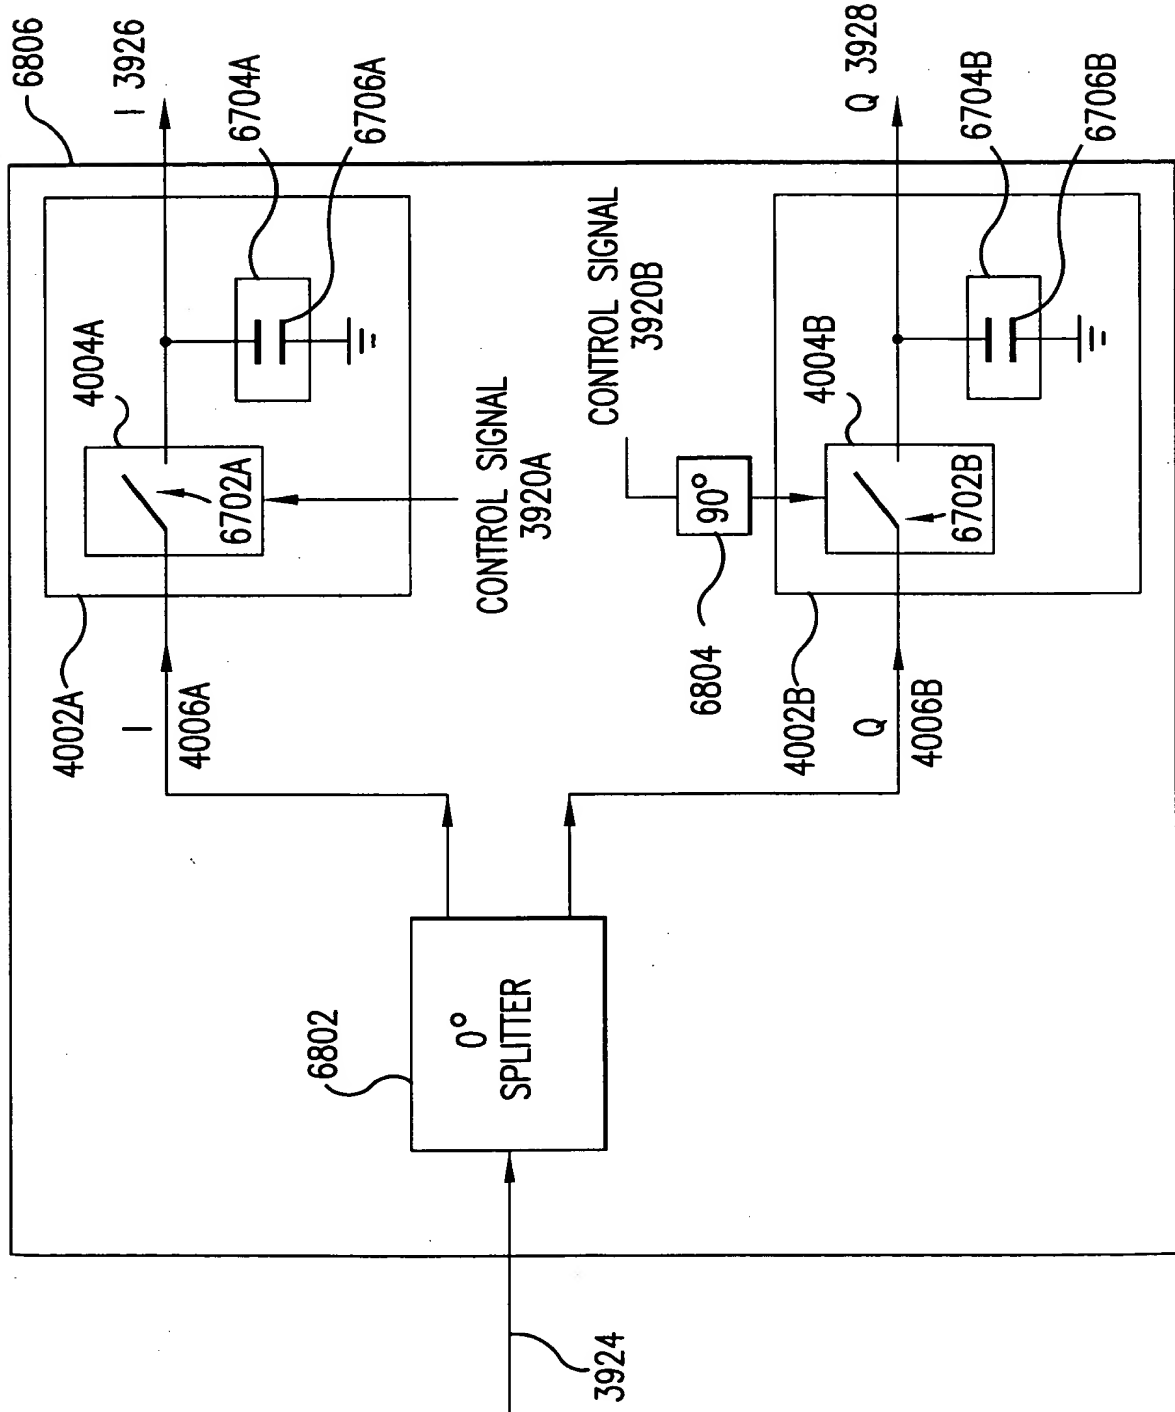 6806
I 3926
6704A
6706A
4004A
6702A
CONTROL SIGNAL
3920A
4002A
I
4006A
6802
0°
SPLITTER
3924
CONTROL SIGNAL
3920B
90°
6804
4004B
6702B
4002B
Q
4006B
Q 3928
6704B
6706B